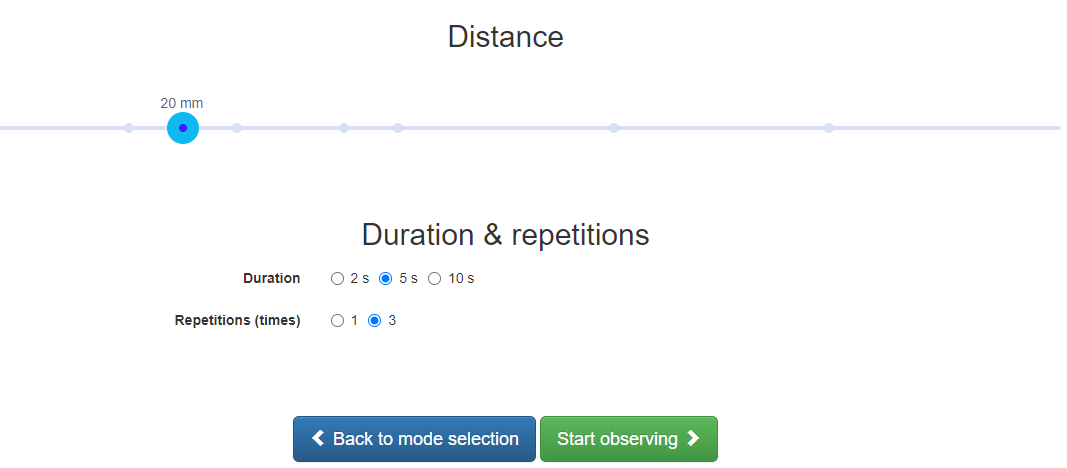 Distance
20 mm
Duration & repetitions
Duration 2 s 5 s 10 s
Repetitions (times) 1 3
Back to mode selection Start observing